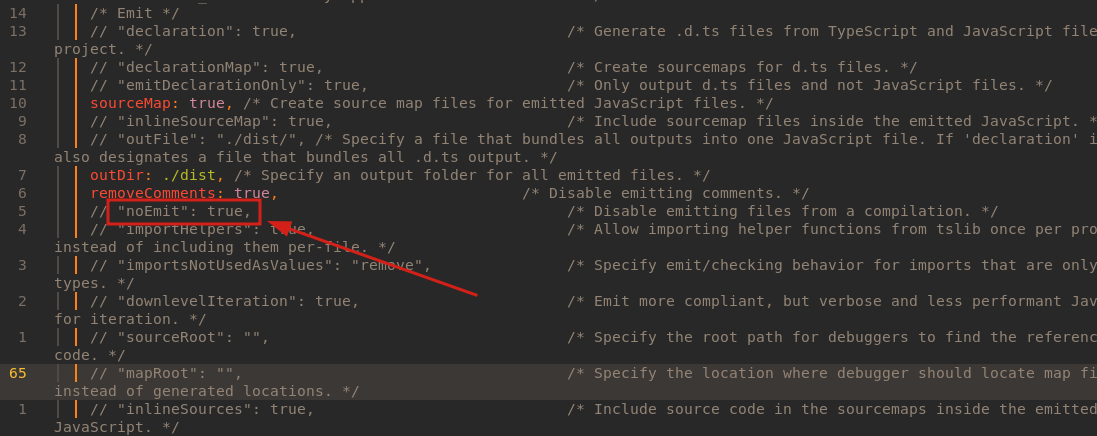 14 /* Emit */
13 // "declaration": true, /* Generate .d.ts files from TypeScript and JavaScript file
project. */
12 // "declarationMap": true, /* Create sourcemaps for d.ts files. */
11 // "emitDeclarationOnly": true, /* Only output d.ts files and not JavaScript files. */
10 sourceMap: true, /* Create source map files for emitted JavaScript files. */
9 // "inlineSourceMap": true, /* Include sourcemap files inside the emitted JavaScript. *
8 // "outFile": "./dist/", /* Specify a file that bundles all outputs into one JavaScript file. If 'declaration' i
also designates a file that bundles all .d.ts output. */
7 outDir: ./dist, /* Specify an output folder for all emitted files. */
6 removeComments: true, /* Disable emitting comments. */
5 // "noEmit": true, /* Disable emitting files from a compilation. */
4 // "importHelpers": true, /* Allow importing helper functions from tslib once per pro
instead of including them per-file. */
3 // "importsNotUsedAsValues": "remove", /* Specify emit/checking behavior for imports that are only
types. */
2 // "downlevelIteration": true, /* Emit more compliant, but verbose and less performant Jav
for iteration. */
1 // "sourceRoot": "", /* Specify the root path for debuggers to find the referenc
code. */
65 // "mapRoot": "", /* Specify the location where debugger should locate map fi
instead of generated locations. */
1 // "inlineSources": true, /* Include source code in the sourcemaps inside the emitted
JavaScript. */